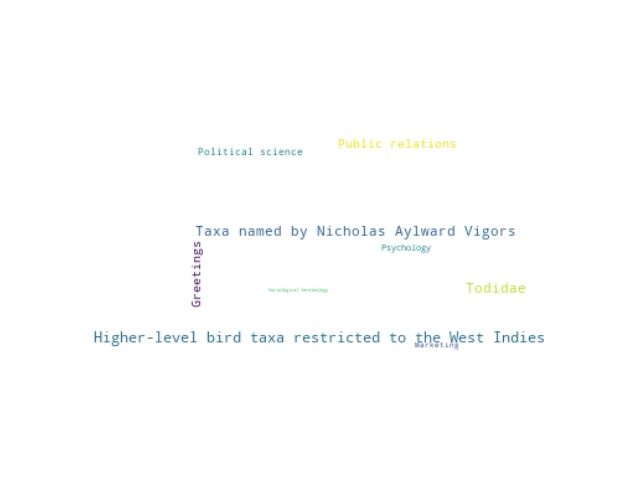 Public relations
Political science
Taxa named by Nicholas Aylward Vigors
Psychology
Greetings
Todidae
Sociological terminology
Higher-level bird taxa restricted to the West Indies
Marketing